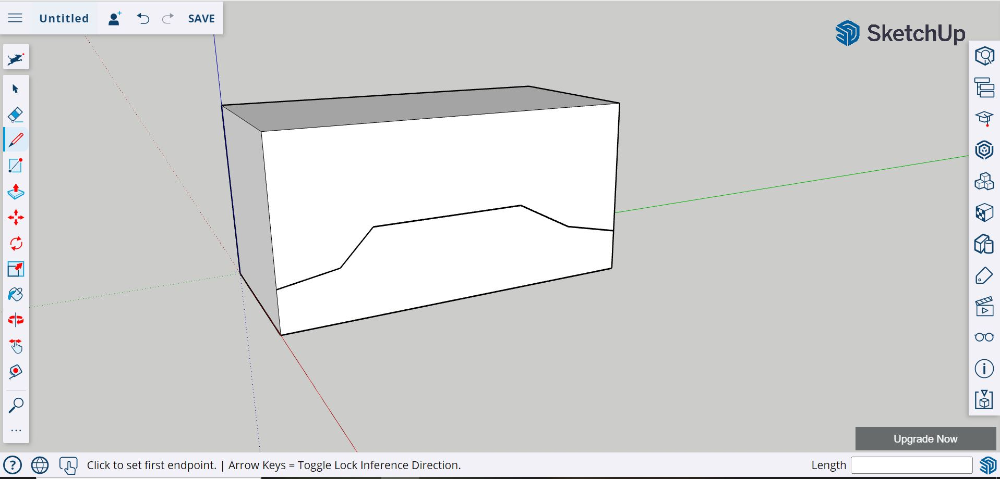 Untitled
SAVE
SketchUp
Upgrade Now
Click to set first endpoint. | Arrow Keys = Toggle Lock Inference Direction.
Length